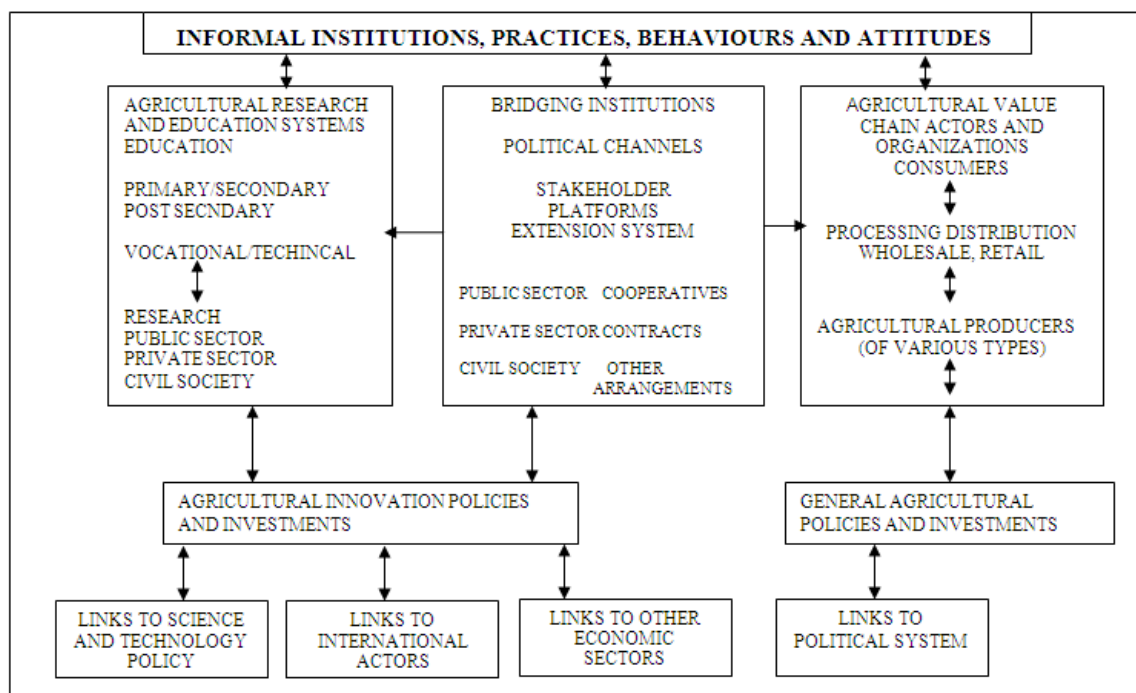 INFORMAL INSTITUTIONS, PRACTICES, BEHAVIOURS AND ATTITUDES
AGRICULTURAL RESEARCH
AND EDUCATION SYSTEMS
EDUCATION
PRIMARY/SECONDARY
POST SECNDARY
VOCATIONAL/TECHINCAL
RESEARCH
PUBLIC SECTOR
PRIVATE SECTOR
CIVIL SOCIETY
BRIDGING INSTITUTIONS
POLITICAL CHANNELS
STAKEHOLDER
PLATFORMS
EXTENSION SYSTEM
PUBLIC SECTOR COOPERATIVES
PRIVATE SECTOR CONTRACTS
CIVIL SOCIETY OTHER
ARRANGEMENTS
AGRICULTURAL VALUE
CHAIN ACTORS AND
ORGANIZATIONS
CONSUMERS
PROCESSING DISTRIBUTION
WHOLESALE, RETAIL
AGRICULTURAL PRODUCERS
(OF VARIOUS TYPES)
AGRICULTURAL INNOVATION POLICIES
AND INVESTMENTS
GENERAL AGRICULTURAL
POLICIES AND INVESTMENTS
LINKS TO SCIENCE
AND TECHNOLOGY
POLICY
LINKS TO
INTERNATIONAL
ACTORS
LINKS TO OTHER
ECONOMIC
SECTORS
LINKS TO
POLITICAL SYSTEM